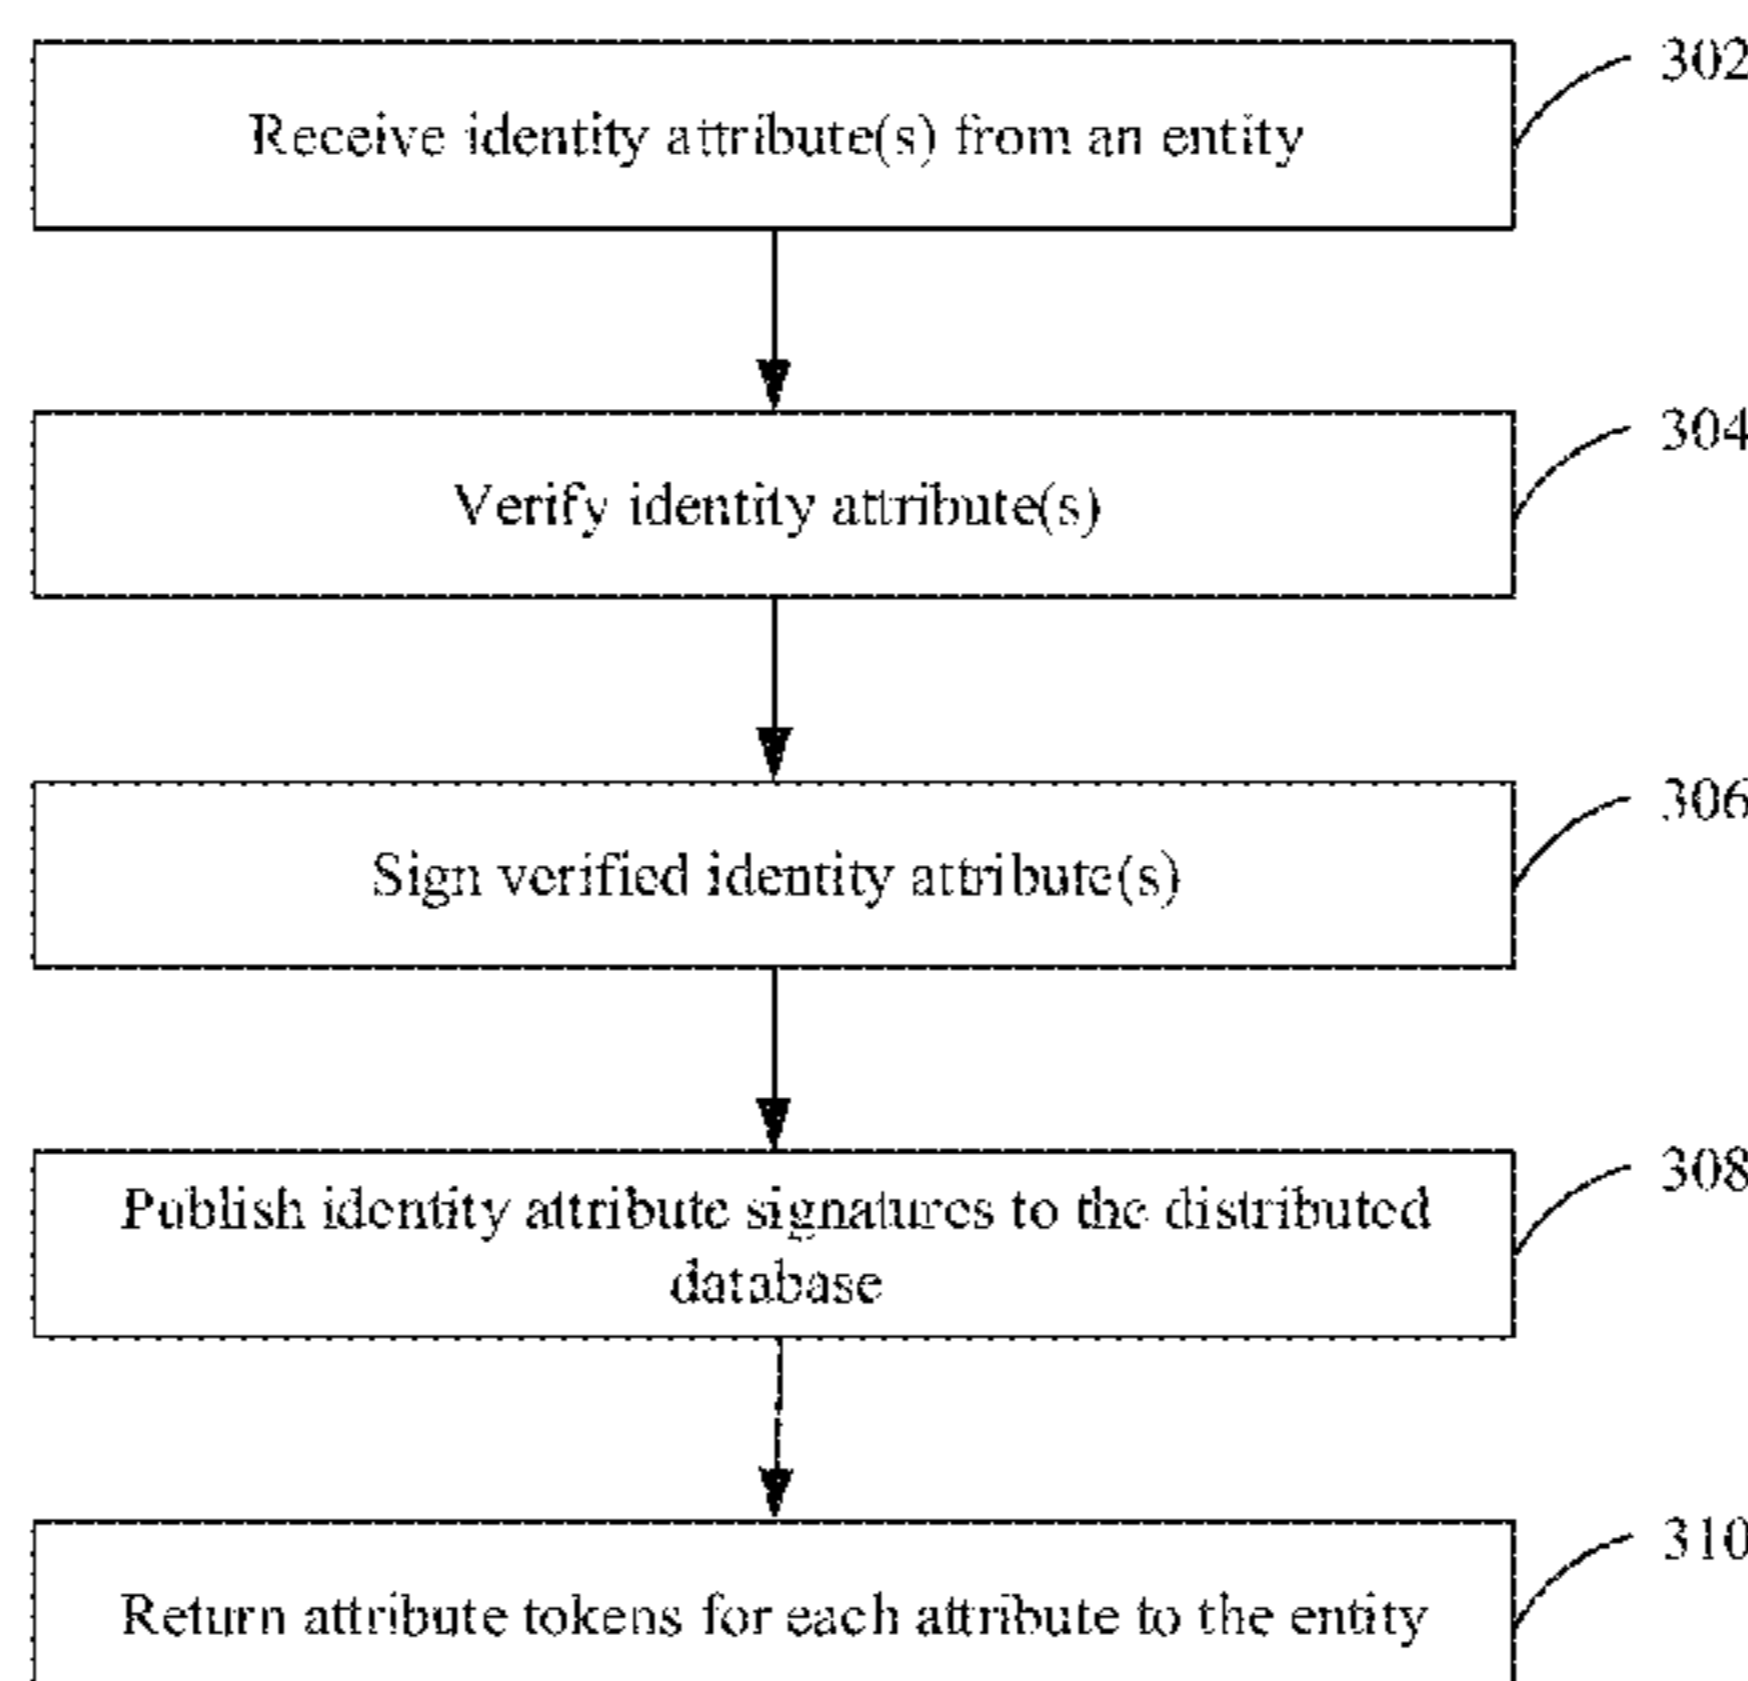 302
Receive identity attribute(s) from an entity
304
Verify identity attribute(s)
306
Sign verified identity attribute(s)
308
Publish identity attribute signatures to the distributed
database
310
Return attribute tokens for each attribute to the entity